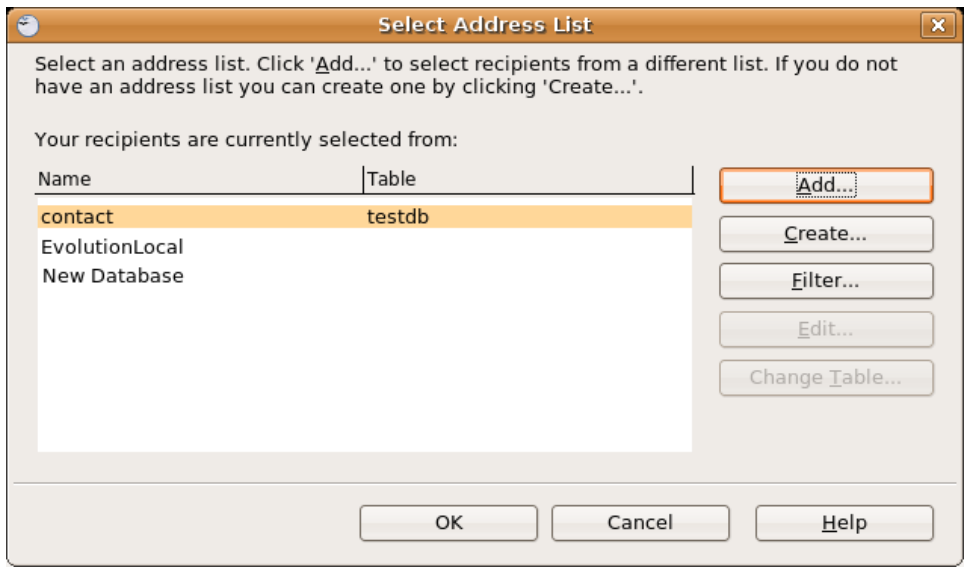 Select Address List
Select an address list. Click 'Add...' to select recipients from a different list. If you do not
have an address list you can create one by clicking 'Create...'.
Your recipients are currently selected from:
Name Table
contact testdb
EvolutionLocal
New Database
Add...
Create...
Filter...
Edit...
Change Table...
OK Cancel Help